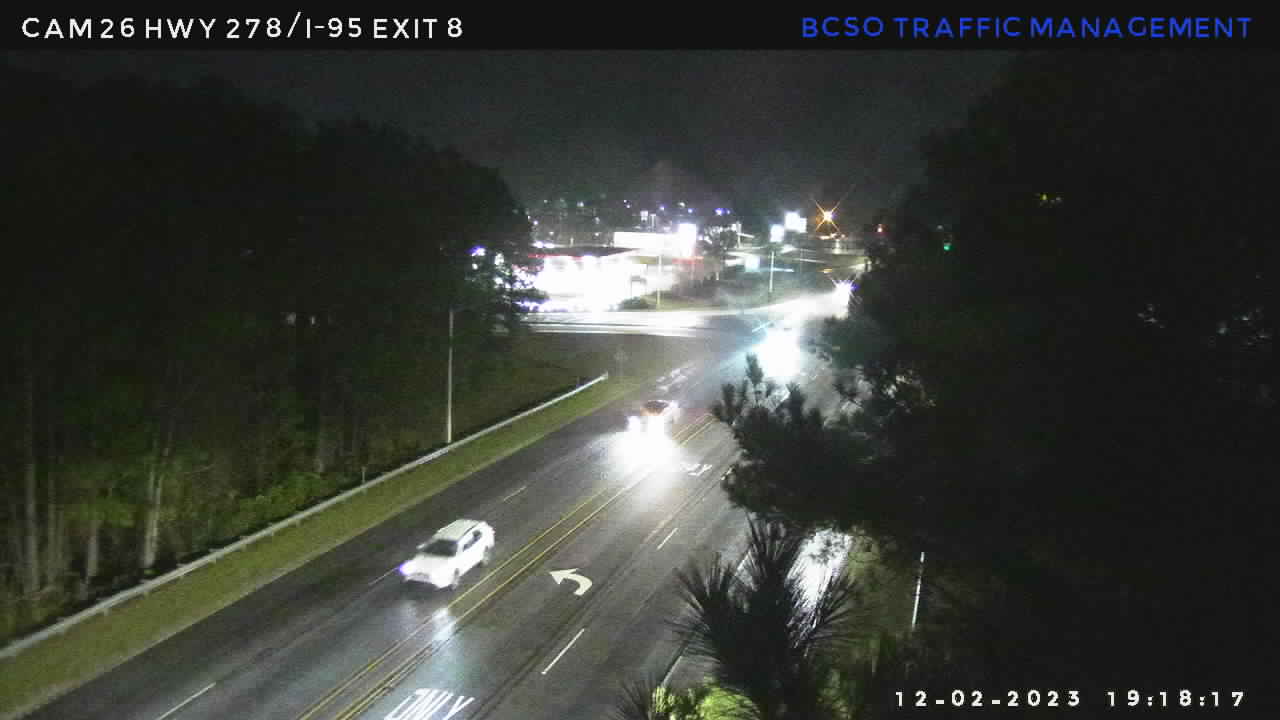 CAM26 HWY 278/I-95 EXIT 8
BCSO TRAFFIC MANAGEMENT
ONLY
12-02-2023 19:18:17